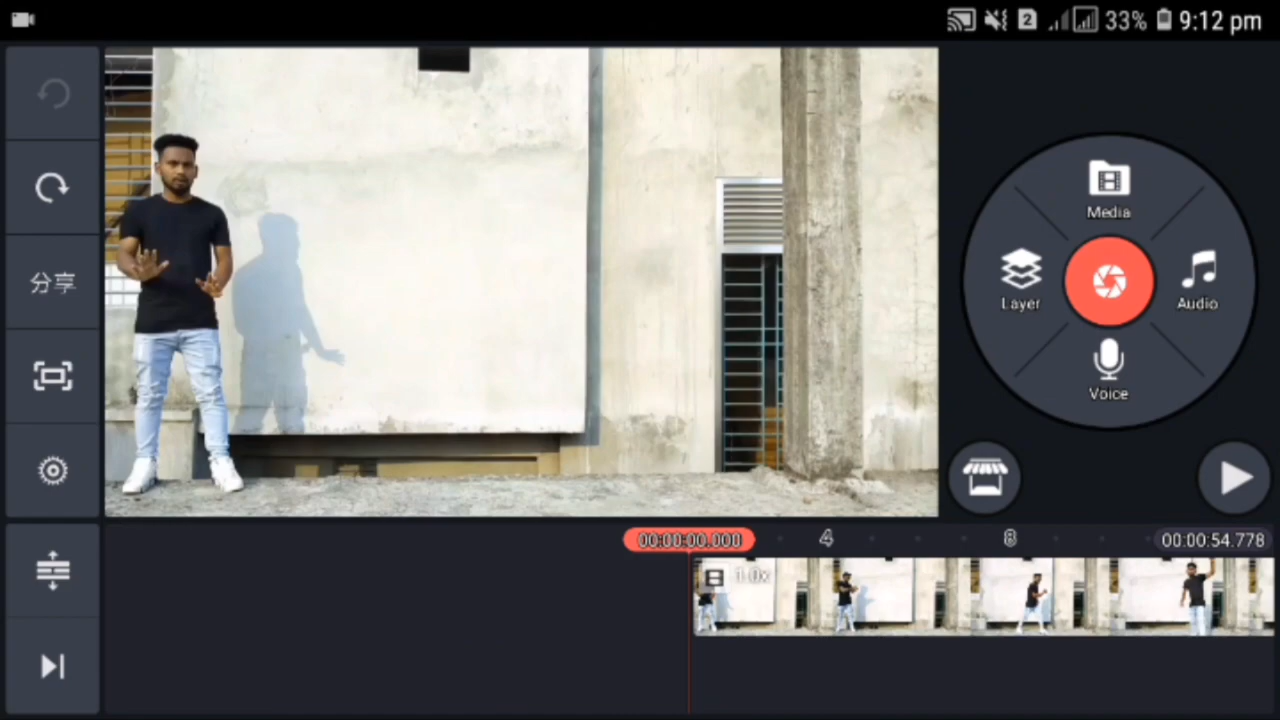 2 33% 9:12 pm
分享
Media
Layer
Audio
Voice
00:00:00.000 4 8 00:00:54.778
1.0x